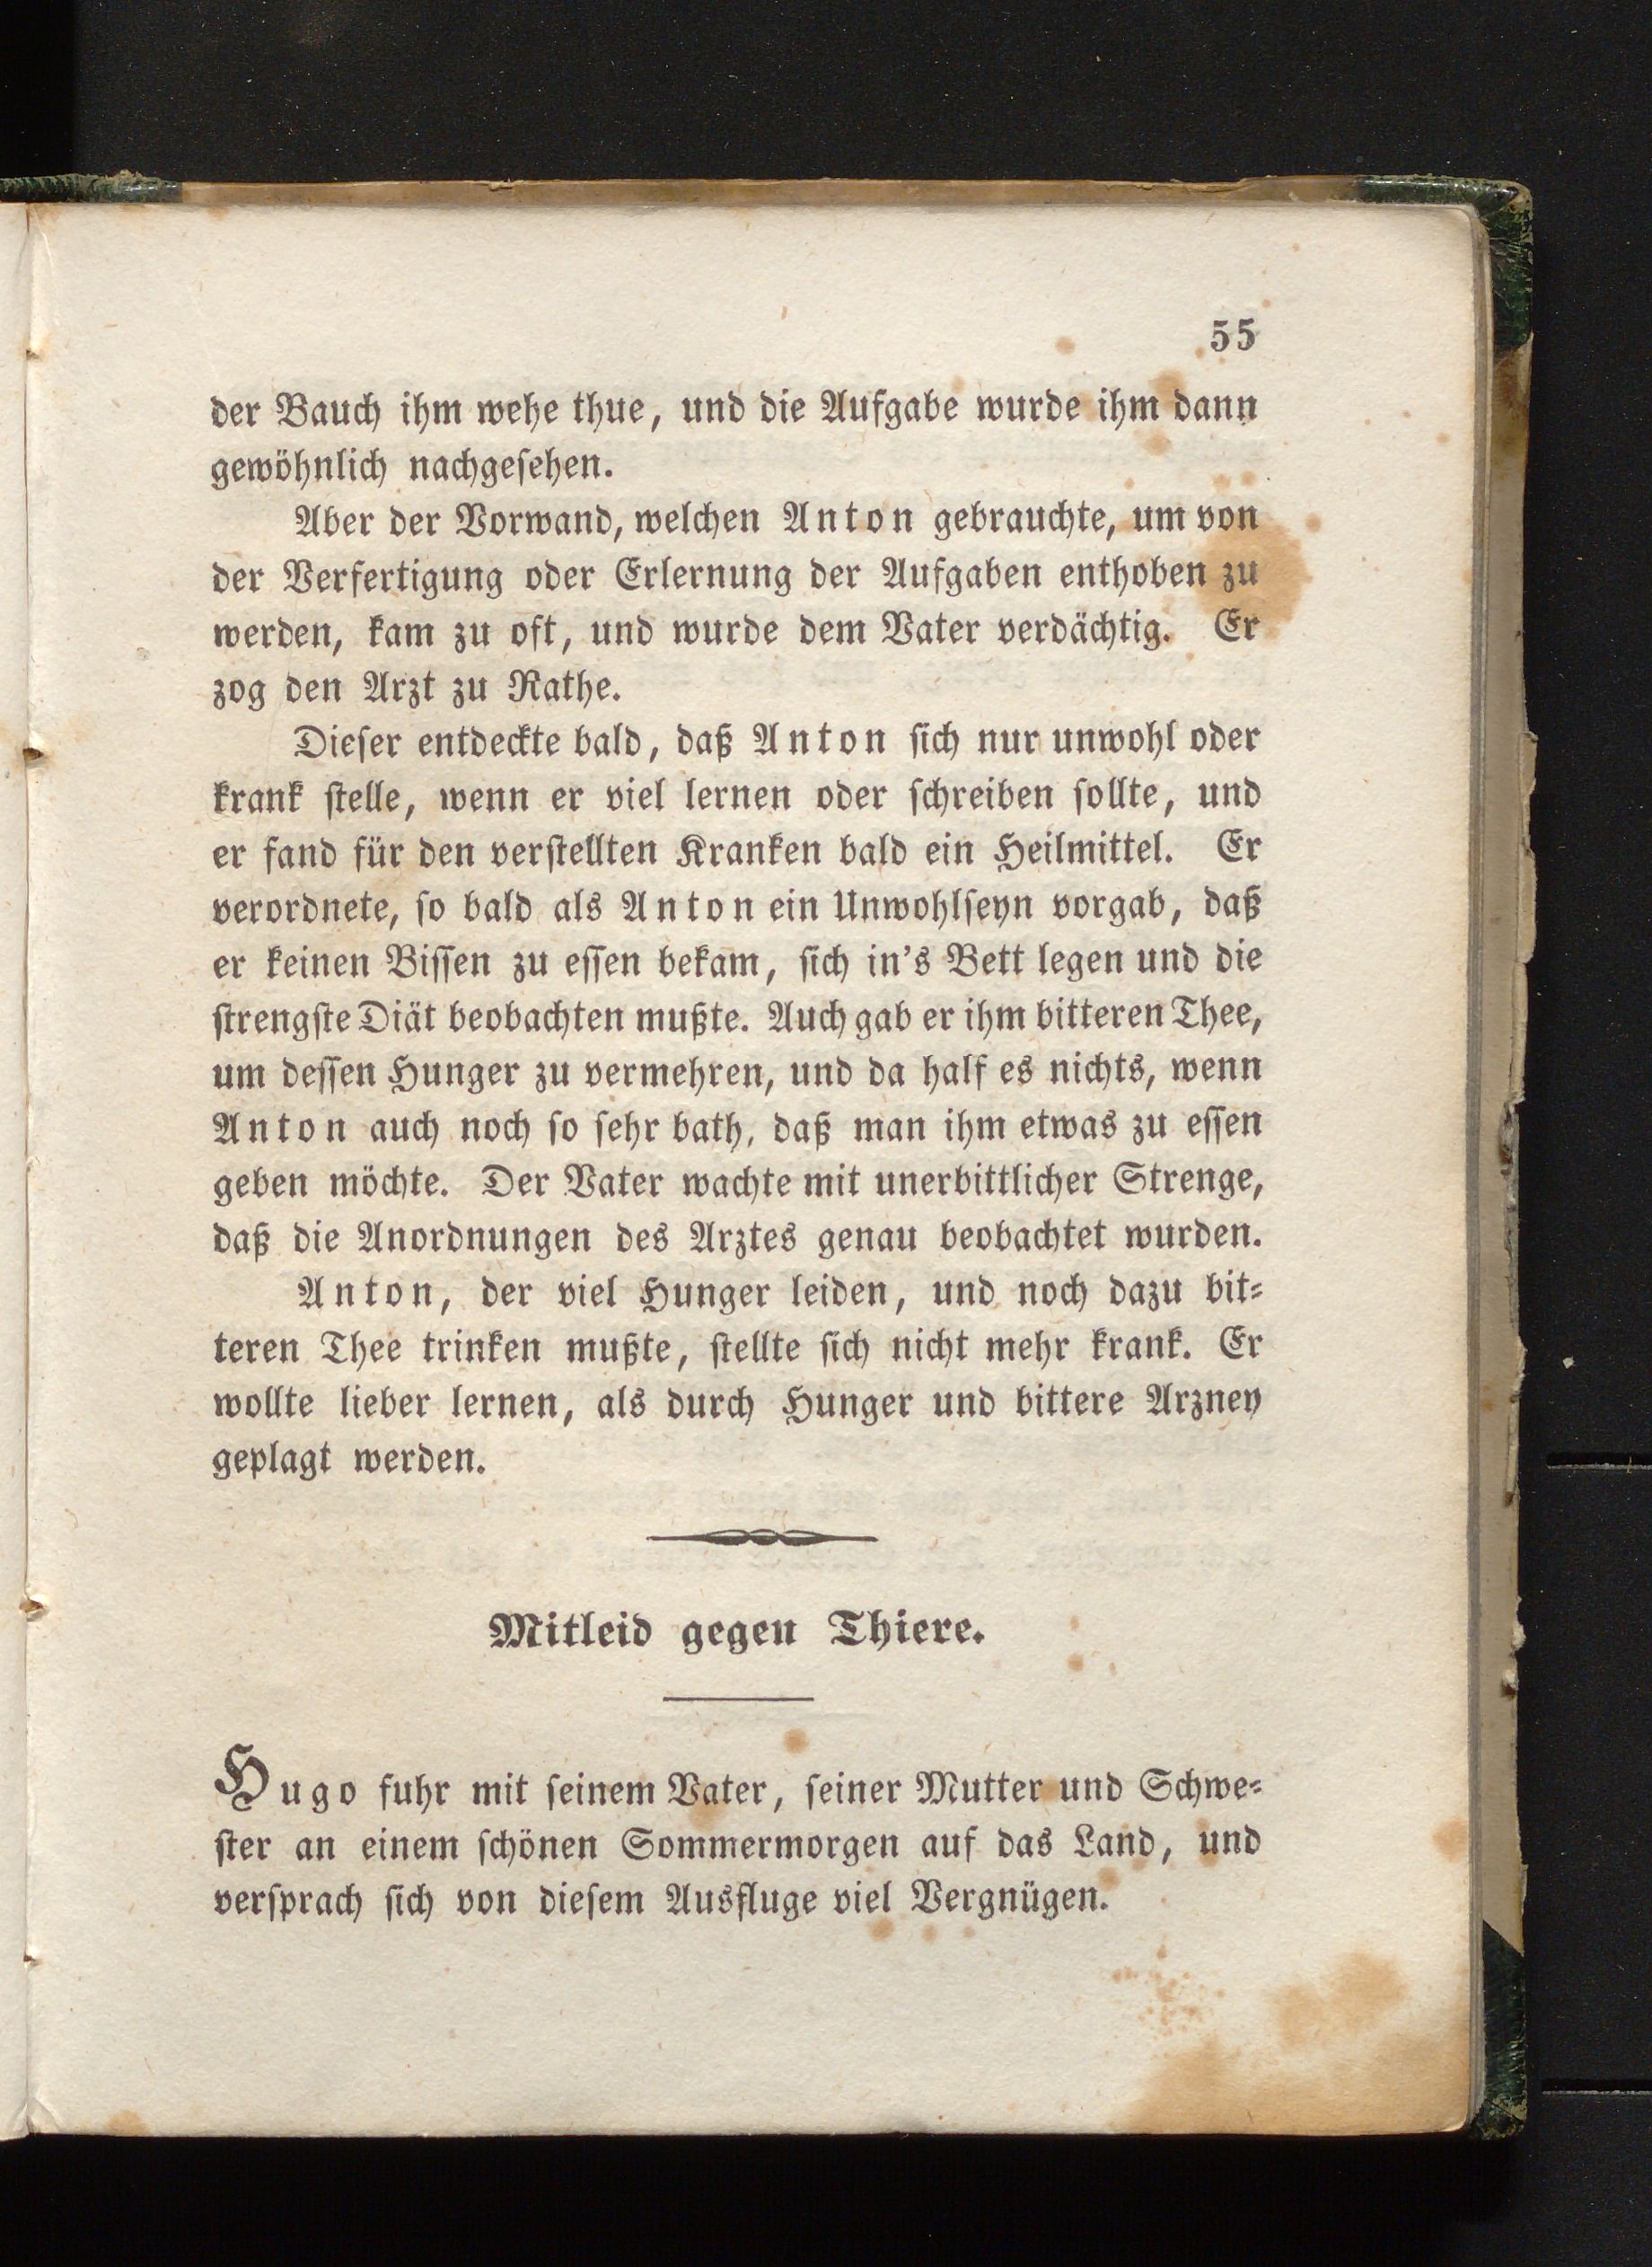 55
der Bauch ihm wehe thue, und die Aufgabe wurde ihm dann
gewöhnlich nachgesehen.
Aber der Vorwand, welchen Anton gebrauchte, um von
der Verfertigung oder Erlernung der Aufgaben enthoben zu
werden, kam zu oft, und wurde dem Vater verdächtig. Er
zog den Arzt zu Rathe.
Dieser entdeckte bald, daß Anton sich nur unwohl oder
krank stelle, wenn er viel lernen oder schreiben sollte, und
er fand für den verstellten Kranken bald ein Heilmittel. Er
verordnete, so bald als Anton ein Unwohlseyn vorgab, daß
er keinen Bissen zu essen bekam, sich in's Bett legen und die
strengste Diät beobachten mußte. Auch gab er ihm bitteren Thee,
um dessen Hunger zu vermehren, und da half es nichts, wenn
Anton auch noch so sehr bath, daß man ihm etwas zu essen
geben möchte. Der Vater wachte mit unerbittlicher Strenge,
daß die Anordnungen des Arztes genau beobachtet wurden.
Anton, der viel Hunger leiden, und noch dazu bit=
teren Thee trinken mußte, stellte sich nicht mehr krank. Er
wollte lieber lernen, als durch Hunger und bittere Arzney
geplagt werden.
Mitleid gegen Thiere.
Hugo fuhr mit seinem Vater, seiner Mutter und Schwe=
ster an einem schönen Sommermorgen auf das Land, und
versprach sich von diesem Ausfluge viel Vergnügen.